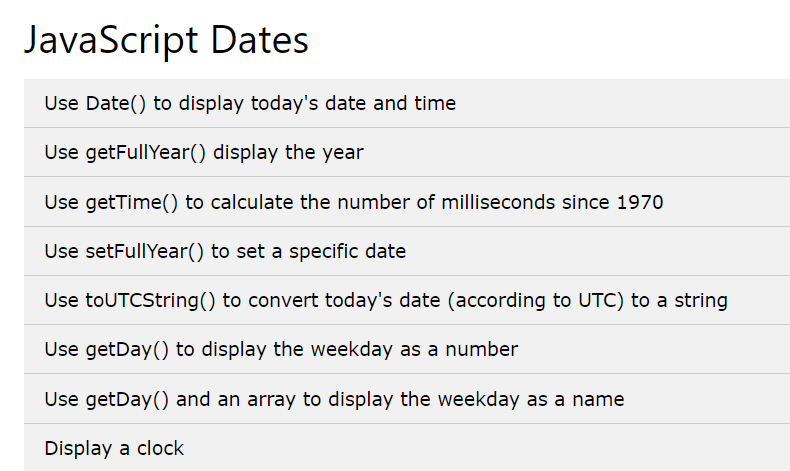 JavaScript Dates
Use Date() to display today's date and time
Use getFullYear() display the year
Use getTime() to calculate the number of milliseconds since 1970
Use setFullYear() to set a specific date
Use toUTCString() to convert today's date (according to UTC) to a string
Use getDay() to display the weekday as a number
Use getDay() and an array to display the weekday as a name
Display a clock